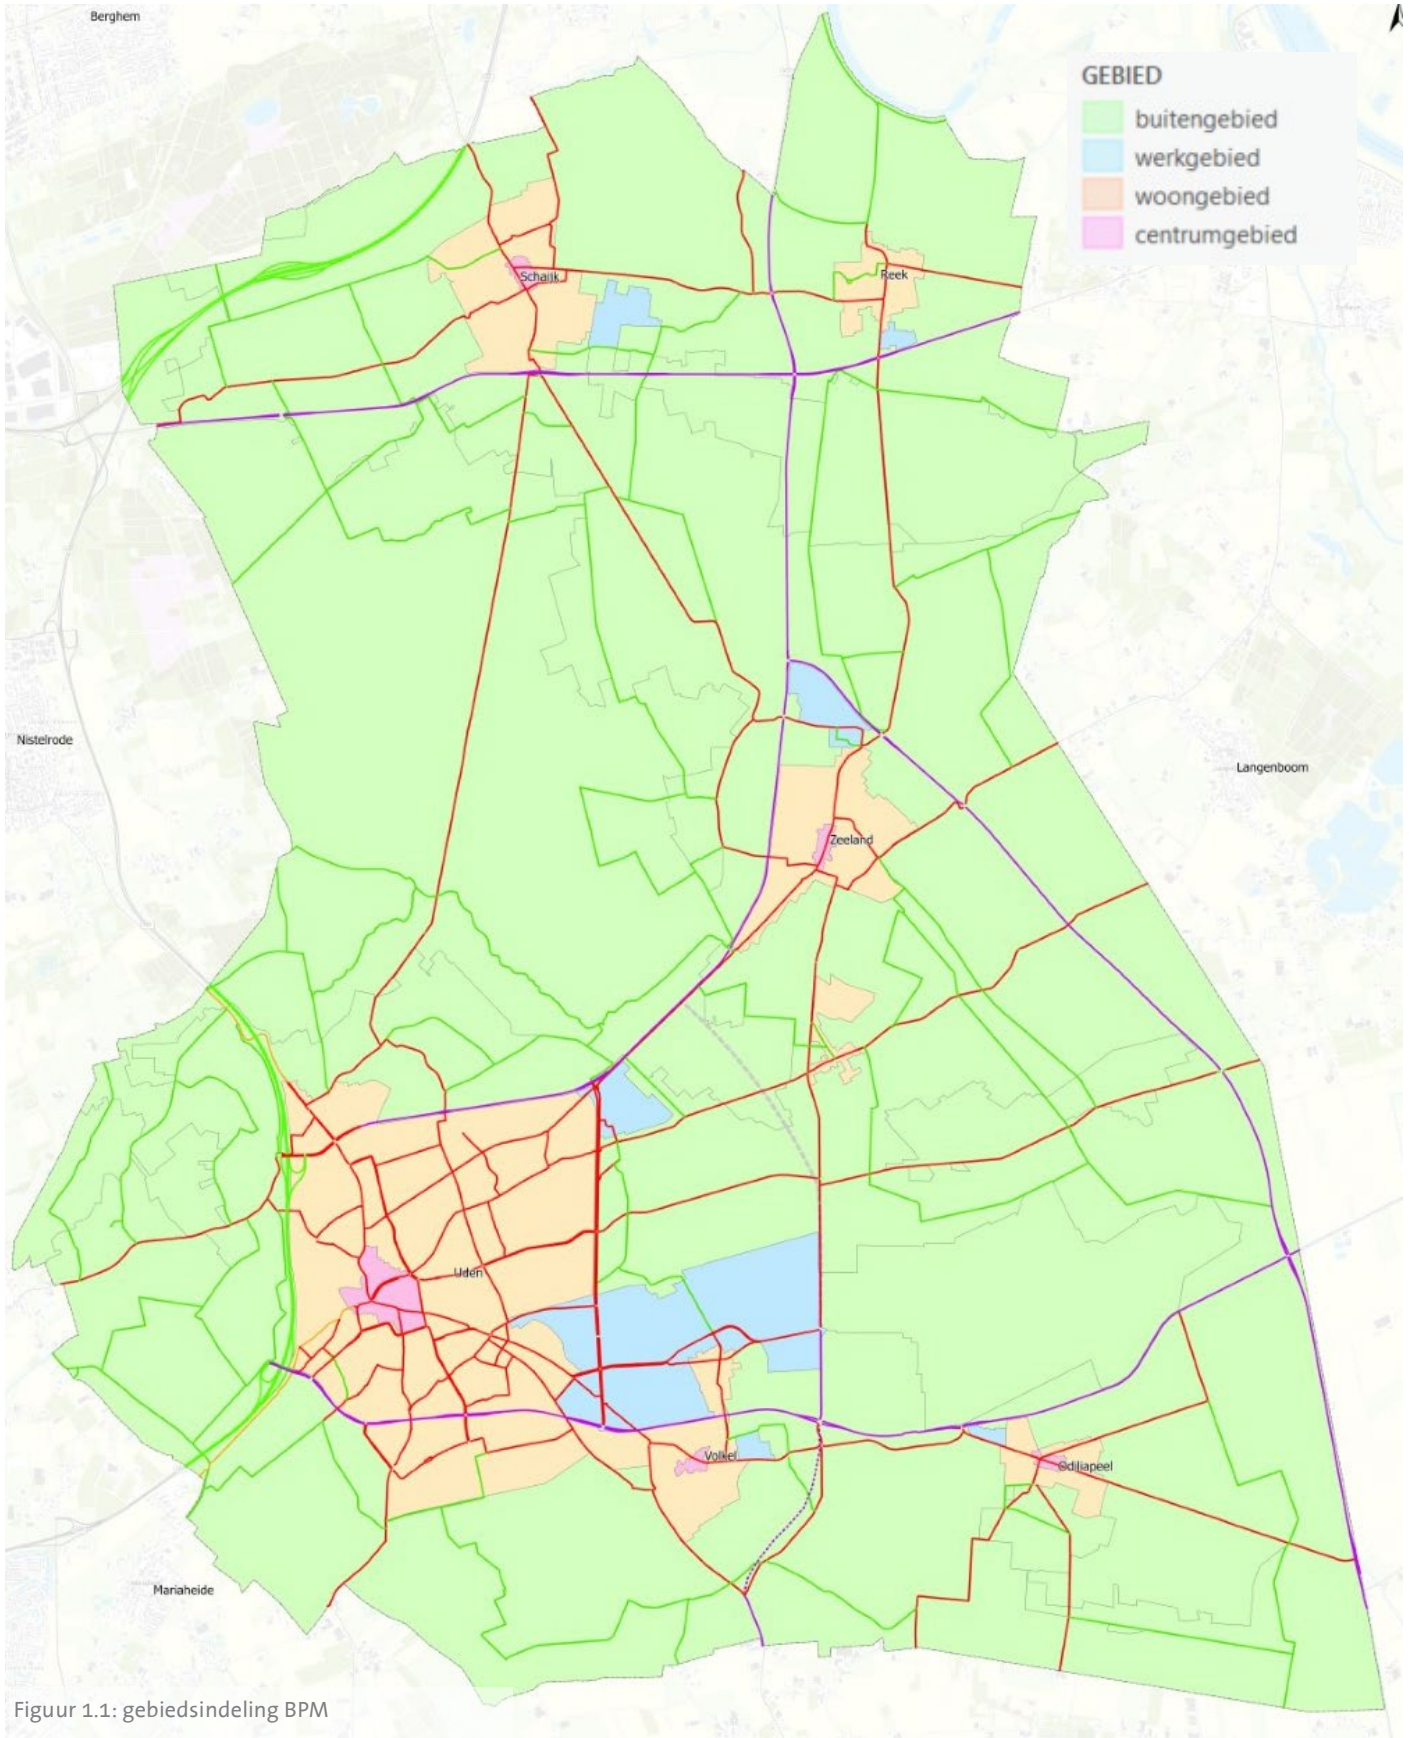 Berghem
GEBIED
buitengebied
werkgebied
woongebied
centrumgebied
Schaijk
Reek
Nistelrode
Langenboom
Zeeland
Uden
Volkel
Odiliapeel
Mariaheide
Figuur 1.1: gebiedsindeling BPM